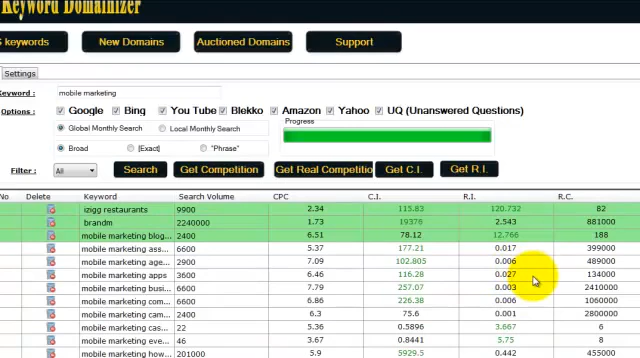 Keyword Domainizer
keywords
New Domains
Auctioned Domains
Support
Settings
Keyword :
mobile marketing
Options :
Google
Bing
You Tube
Blekko
Amazon
Yahoo
UQ (Unanswered Questions)
Global Monthly Search
Local Monthly Search
Progress
Broad
[Exact]
"Phrase"
Filter :
All
Search
Get Competition
Get Real Competitio
Get C.I.
Get R.I.
No Delete Keyword Search Volume CPC C.I. R.I. R.C.
izigg restaurants 9900 2.34 115.83 120.732 82
brandm 2240000 1.73 19376 2.543 881000
mobile marketing blog... 2400 6.51 78.12 12.766 188
mobile marketing ass... 6600 5.37 177.21 0.017 399000
mobile marketing age... 2900 7.09 102.805 0.006 489000
mobile marketing apps 3600 6.46 116.28 0.027 134000
mobile marketing busi... 6600 7.79 257.07 0.003 2410000
mobile marketing com... 6600 6.86 226.38 0.006 1060000
mobile marketing cam... 2400 6.3 75.6 0.001 2800000
mobile marketing cas... 22 5.36 0.5896 3.667 6
mobile marketing eve... 46 3.67 0.8441 5.75 8
mobile marketing how... 201000 5.9 5929.5 0.442 455000